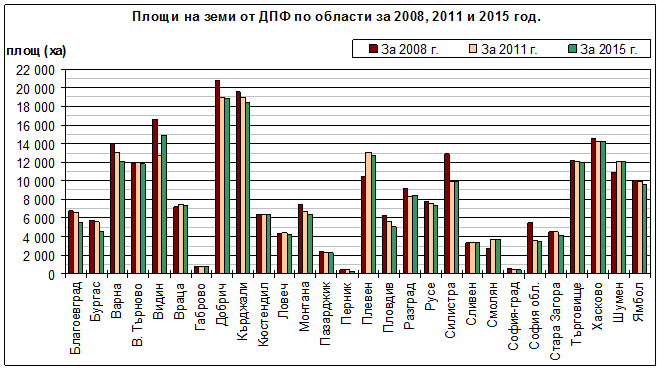 Площи на земи от ДПФ по области за 2008, 2011 и 2015 год.
площ (ха)
За 2008 г.
За 2011 г.
За 2015 г.
22 000
20 000
18 000
16 000
14 000
12 000
10 000
8 000
6 000
4 000
2 000
0
Благоевград
Бургас
Варна
В. Търново
Видин
Враца
Габрово
Добрич
Кърджали
Кюстендил
Ловеч
Монтана
Пазарджик
Перник
Плевен
Пловдив
Разград
Русе
Силистра
Сливен
Смолян
София-град
София обл.
Стара Загора
Търговище
Хасково
Шумен
Ямбол